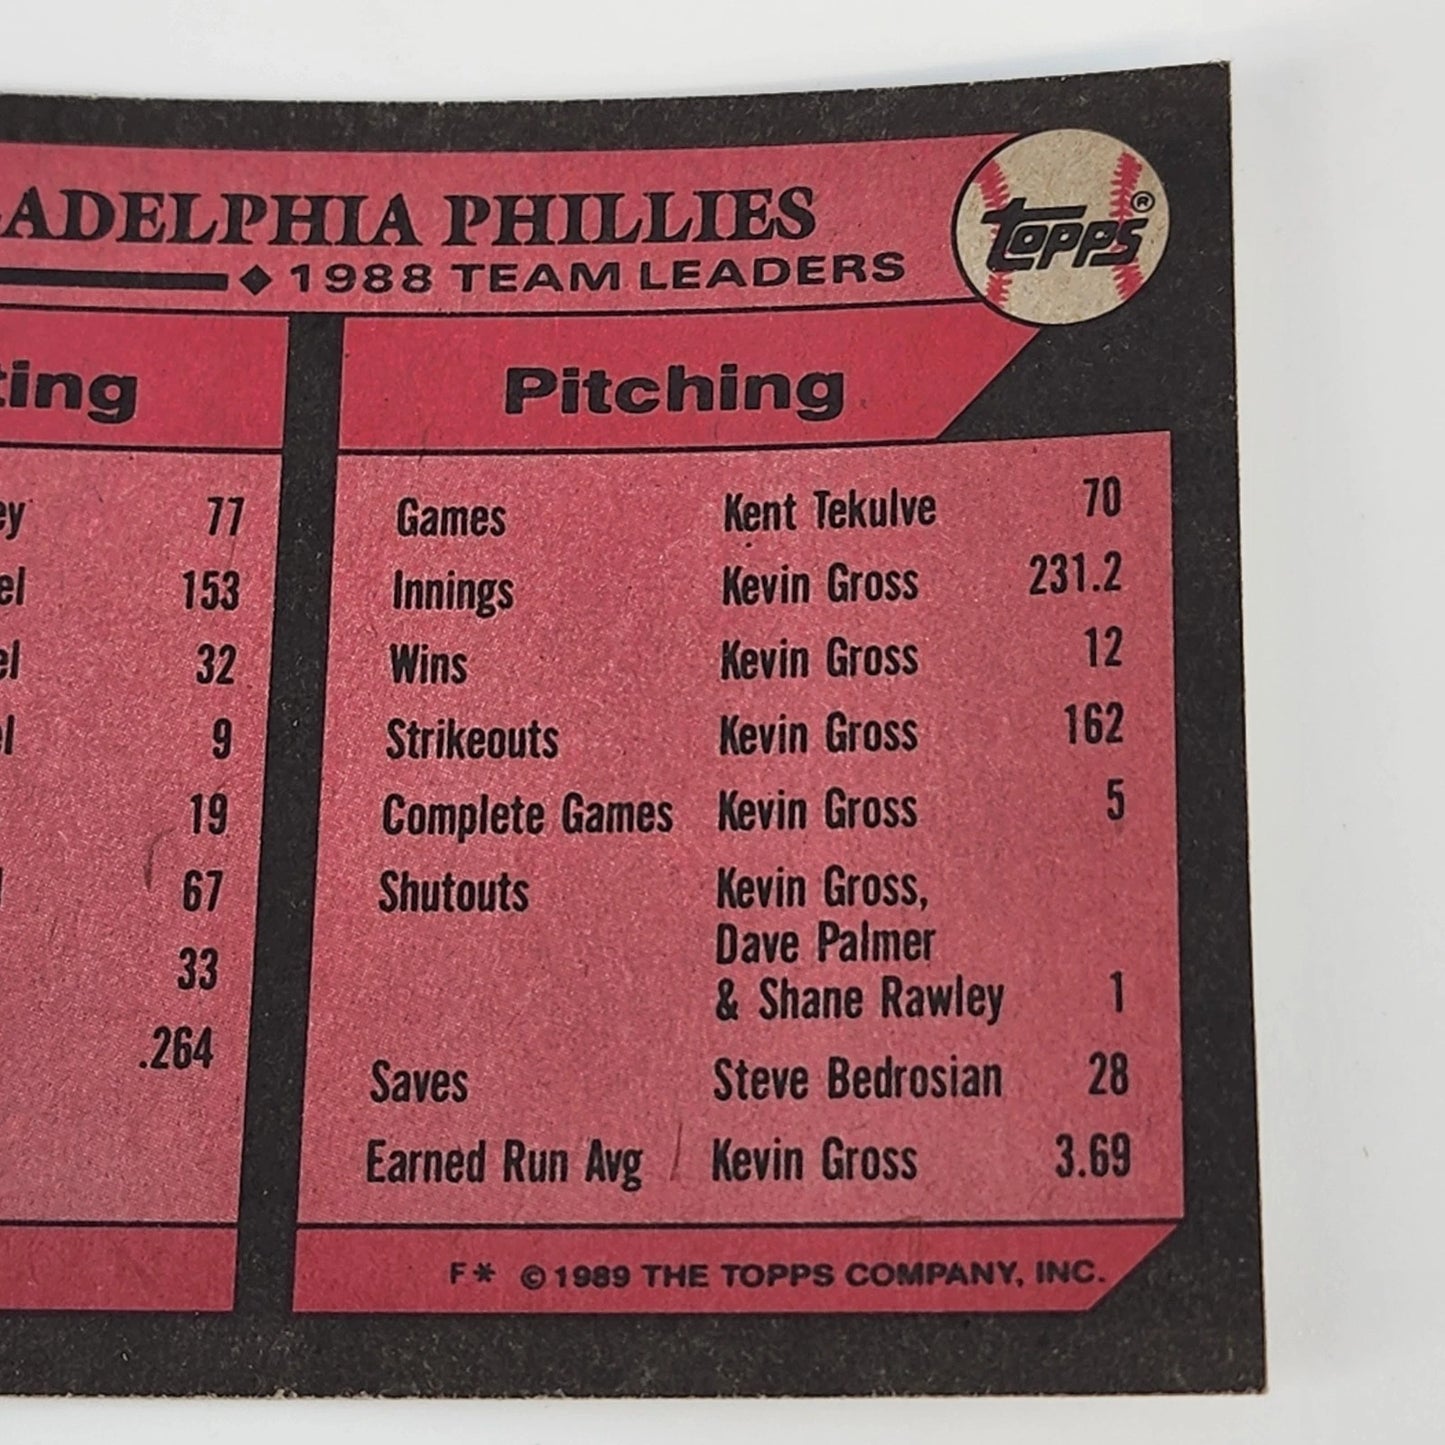 ADELPHIA PHILLIES
1988 TEAM LEADERS
TOPPS®
Pitching
77
153
32
9
19
67
33
.264
Games Kent Tekulve 70
Innings Kevin Gross 231.2
Wins Kevin Gross 12
Strikeouts Kevin Gross 162
Complete Games Kevin Gross 5
Shutouts Kevin Gross,
Dave Palmer
& Shane Rawley 1
Saves Steve Bedrosian 28
Earned Run Avg Kevin Gross 3.69
F* © 1989 THE TOPPS COMPANY, INC.